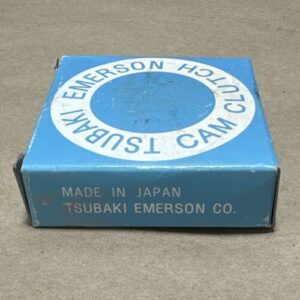 TSUBAKI EMERSON CAM CLUTCH
MADE IN JAPAN
TSUBAKI EMERSON CO.